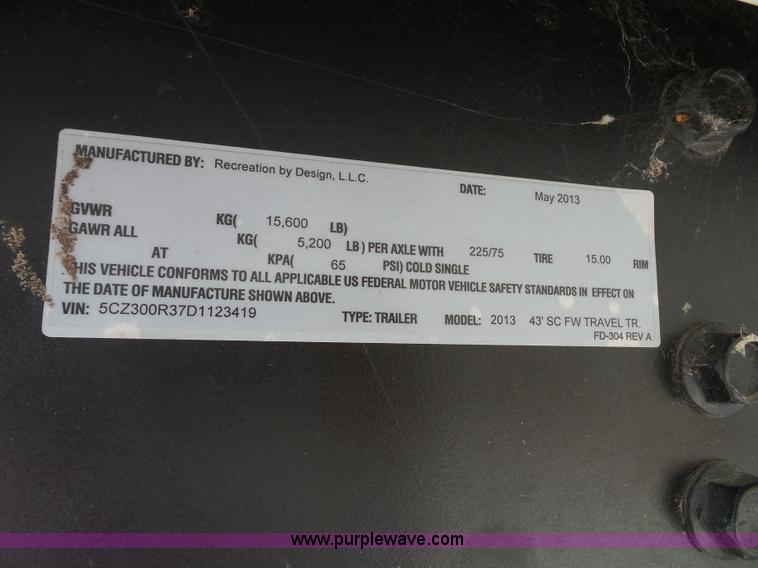 MANUFACTURED BY: Recreation by Design, L.L.C. DATE: May 2013
GVWR KG( 15,600 LB)
GAWR ALL KG( 5,200 LB) PER AXLE WITH 225/75 TIRE 15.00 RIM
AT KPA( 65 PSI) COLD SINGLE
THIS VEHICLE CONFORMS TO ALL APPLICABLE US FEDERAL MOTOR VEHICLE SAFETY STANDARDS IN EFFECT ON
THE DATE OF MANUFACTURE SHOWN ABOVE.
VIN: 5CZ300R37D1123419 TYPE: TRAILER MODEL: 2013 43' SC FW TRAVEL TR.
FD-304 REV A
www.purplewave.com